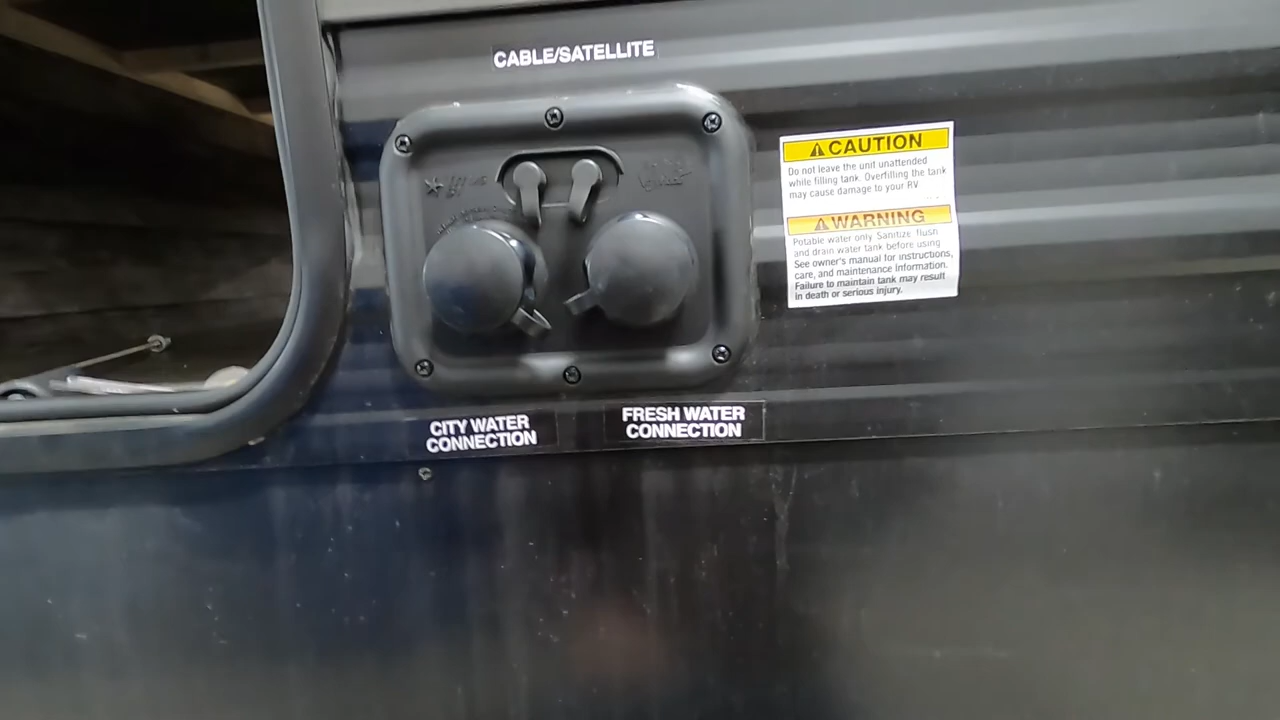 CABLE/SATELLITE
CAUTION
Do not leave the unit unattended
while filling tank. Overfilling the tank
may cause damage to your RV
WARNING
Potable water only Sanitize flush
and drain water tank before using
See owner's manual for instructions,
care, and maintenance information.
Failure to maintain tank may result
in death or serious injury.
CITY WATER
CONNECTION
FRESH WATER
CONNECTION